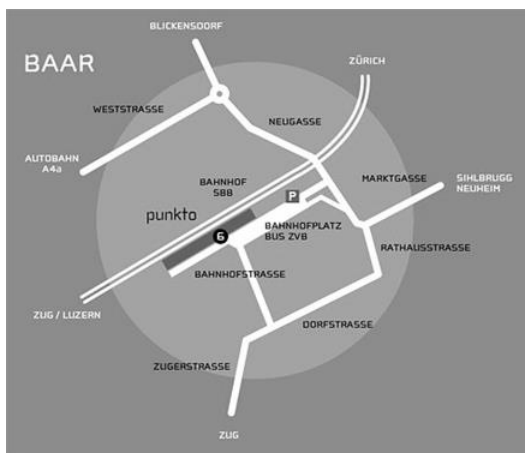 BLICKENSDORF
BAAR
ZÜRICH
WESTSTRASSE
NEUGASSE
AUTOBAHN
A4a
BAHNHOF
SBB
MARKTGASSE
SIHLBRUGG
NEUHEIM
P
punkto
6
BAHNHOFPLATZ
BUS ZVB
RATHAUSSTRASSE
BAHNHOFSTRASSE
ZUG / LUZERN
DORFSTRASSE
ZUGERSTRASSE
ZUG